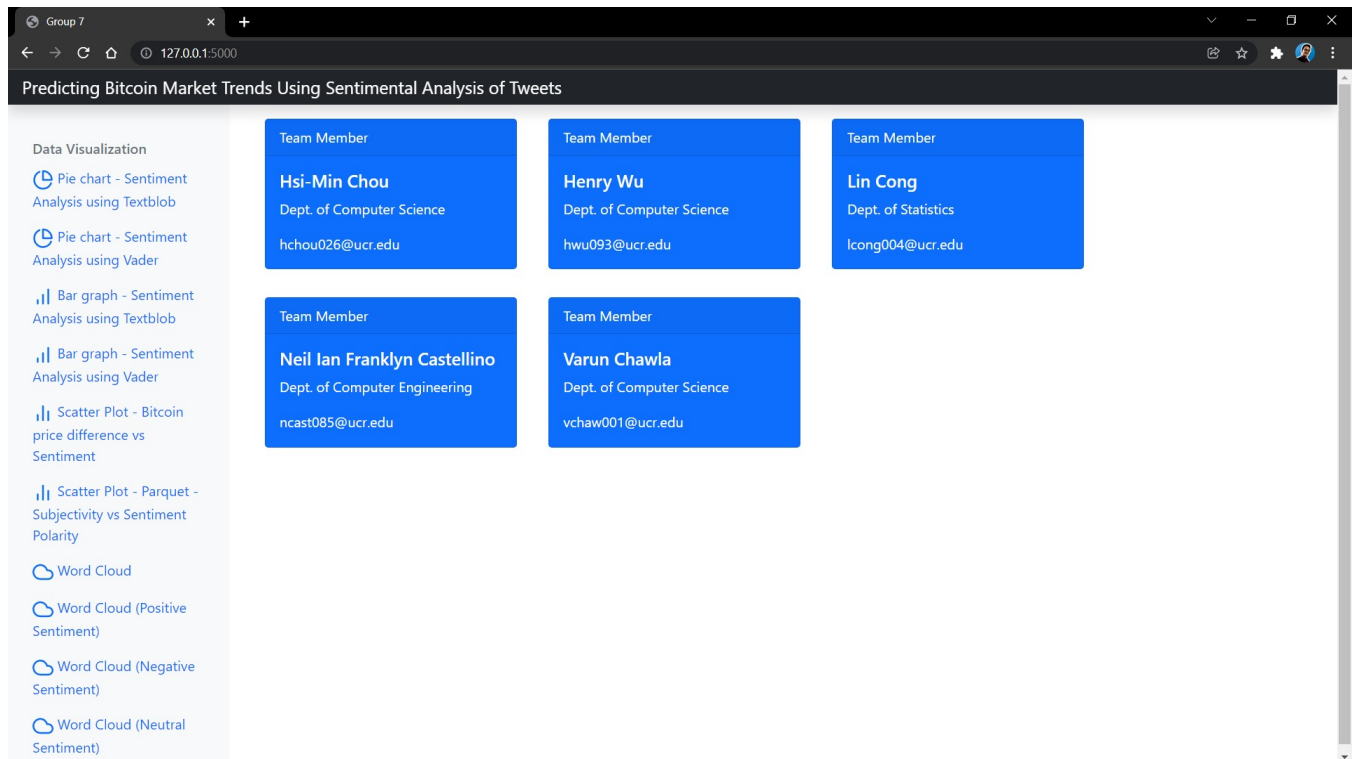 Group 7
127.0.0.1:5000
Predicting Bitcoin Market Trends Using Sentimental Analysis of Tweets
Data Visualization
Pie chart - Sentiment
Analysis using Textblob
Pie chart - Sentiment
Analysis using Vader
Bar graph - Sentiment
Analysis using Textblob
Bar graph - Sentiment
Analysis using Vader
Scatter Plot - Bitcoin
price difference vs
Sentiment
Scatter Plot - Parquet -
Subjectivity vs Sentiment
Polarity
Word Cloud
Word Cloud (Positive
Sentiment)
Word Cloud (Negative
Sentiment)
Word Cloud (Neutral
Sentiment)
Team Member
Hsi-Min Chou
Dept. of Computer Science
hchou026@ucr.edu
Team Member
Henry Wu
Dept. of Computer Science
hwu093@ucr.edu
Team Member
Lin Cong
Dept. of Statistics
lcong004@ucr.edu
Team Member
Neil Ian Franklyn Castellino
Dept. of Computer Engineering
ncast085@ucr.edu
Team Member
Varun Chawla
Dept. of Computer Science
vchaw001@ucr.edu